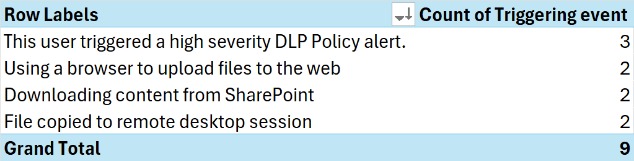 Row Labels Count of Triggering event
This user triggered a high severity DLP Policy alert. 3
Using a browser to upload files to the web 2
Downloading content from SharePoint 2
File copied to remote desktop session 2
Grand Total 9